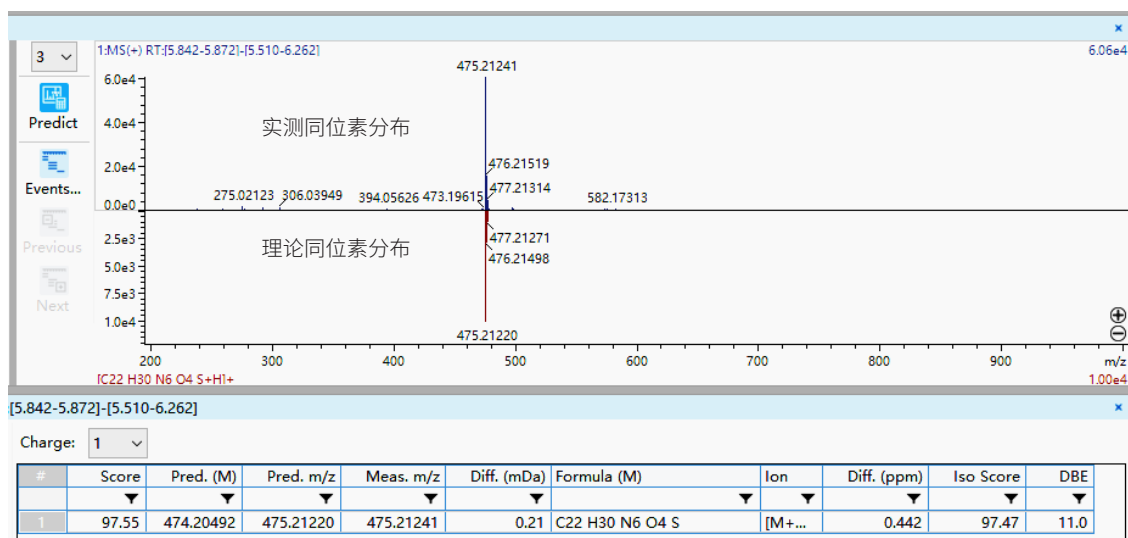 ×
3
1:MS(+) RT:[5.842-5.872]-[5.510-6.262]
6.06e4
475.21241
6.0e4
Predict
4.0e4
实测同位素分布
2.0e4
476.21519
Events...
477.21314
275.02123 306.03949 394.05626 473.19615 582.17313
0.0e0
Previous
2.5e3
理论同位素分布
477.21271
476.21498
5.0e3
7.5e3
Next
1.0e4
475.21220
200 300 400 500 600 700 800 900 m/z
[C22 H30 N6 O4 S+H]+
1.00e4
:[5.842-5.872]-[5.510-6.262]
×
Charge: 1
# Score Pred. (M) Pred. m/z Meas. m/z Diff. (mDa) Formula (M) Ion Diff. (ppm) Iso Score DBE
1 97.55 474.20492 475.21220 475.21241 0.21 C22 H30 N6 O4 S [M+... 0.442 97.47 11.0